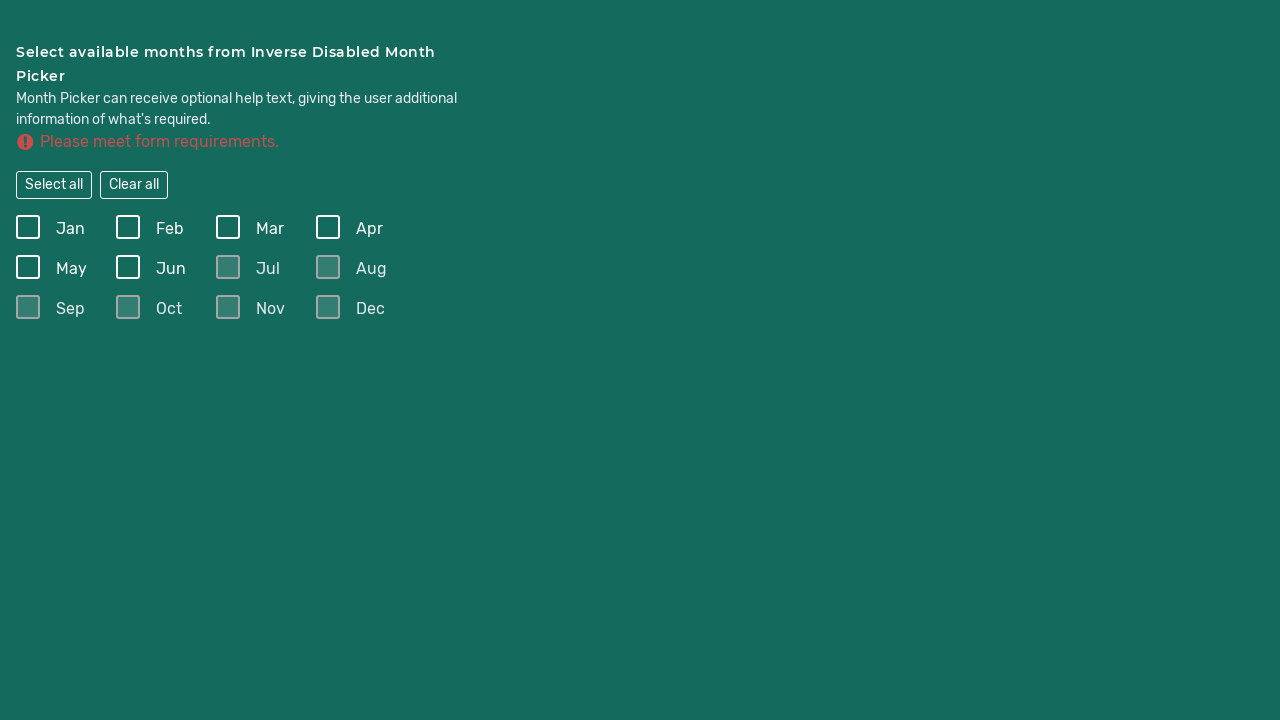 Select available months from Inverse Disabled Month
Picker
Month Picker can receive optional help text, giving the user additional
information of what's required.
Please meet form requirements.
Select all Clear all
Jan Feb Mar Apr
May Jun Jul Aug
Sep Oct Nov Dec